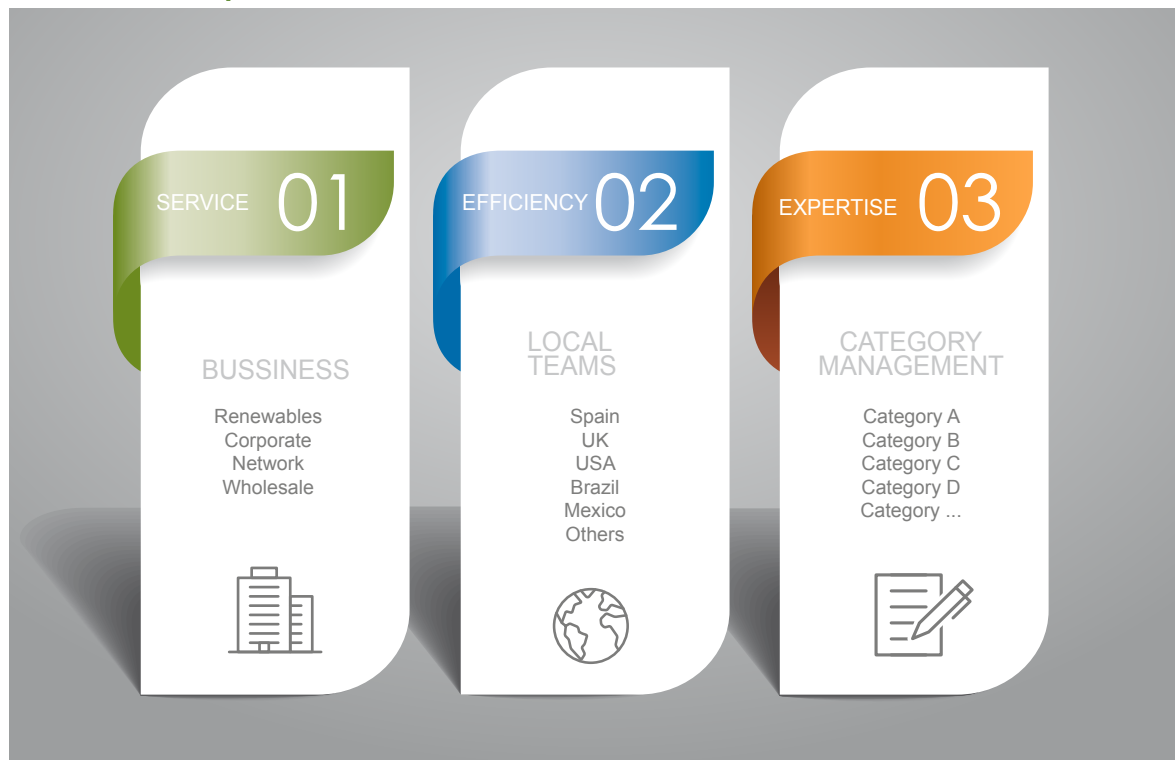 SERVICE 01
BUSSINESS
Renewables
Corporate
Network
Wholesale
EFFICIENCY 02
LOCAL
TEAMS
Spain
UK
USA
Brazil
Mexico
Others
EXPERTISE 03
CATEGORY
MANAGEMENT
Category A
Category B
Category C
Category D
Category ...